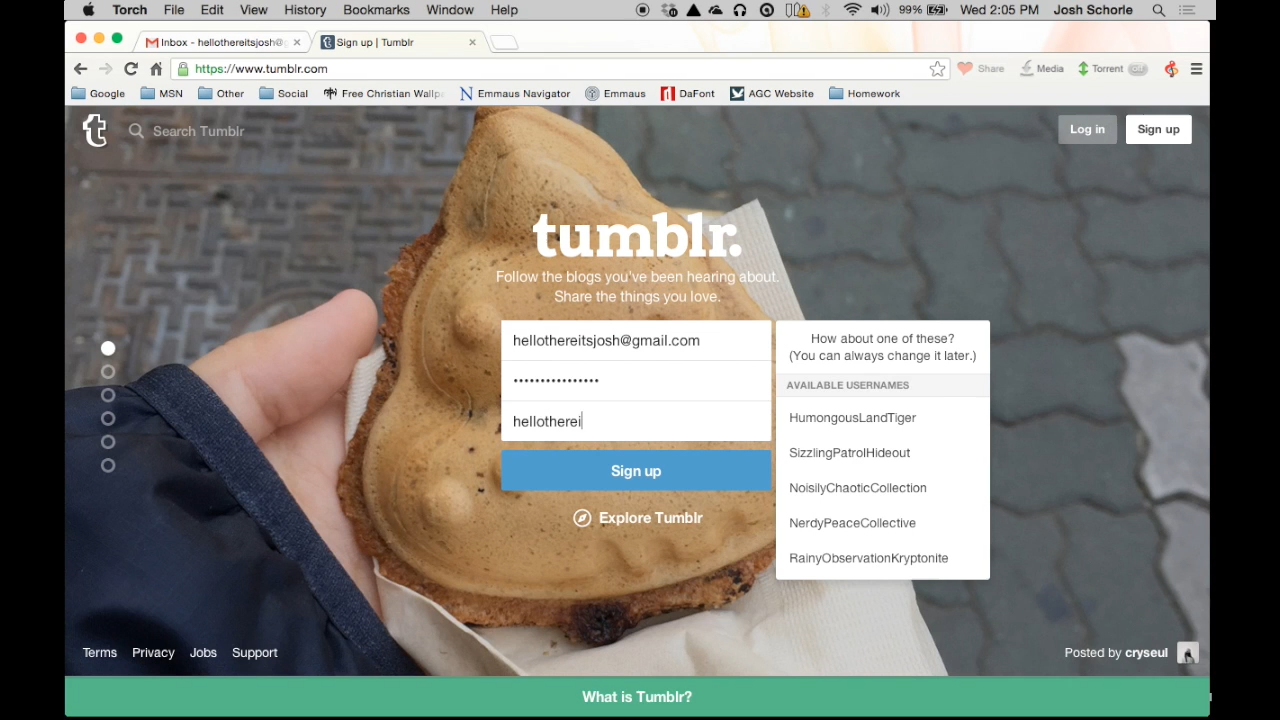 Torch File Edit View History Bookmarks Window Help 99% Wed 2:05 PM Josh Schorle
Inbox - hellothereitsjosh@g Sign up | Tumblr
https://www.tumblr.com Share Media Torrent Off
Google MSN Other Social Free Christian Wallpa Emmaus Navigator Emmaus DaFont AGC Website Homework
t Search Tumblr Log in Sign up
tumblr.
Follow the blogs you've been hearing about.
Share the things you love.
hellothereitsjosh@gmail.com
••••••••••••••••
hellotherei
Sign up
Explore Tumblr
How about one of these?
(You can always change it later.)
AVAILABLE USERNAMES
HumongousLandTiger
SizzlingPatrolHideout
NoisilyChaoticCollection
NerdyPeaceCollective
RainyObservationKryptonite
Terms Privacy Jobs Support Posted by cryseul
What is Tumblr?